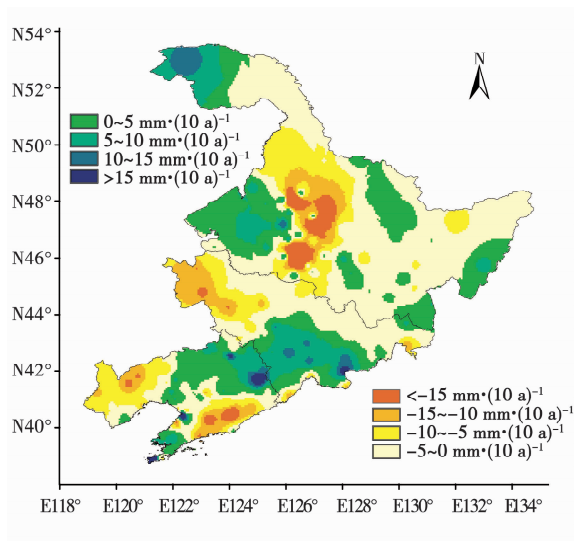 N54°
N
N52°
N50°
0~5 mm•(10 a)⁻¹
5~10 mm•(10 a)⁻¹
10~15 mm•(10 a)⁻¹
>15 mm•(10 a)⁻¹
N48°
N46°
N44°
N42°
N40°
<-15 mm•(10 a)⁻¹
-15~-10 mm•(10 a)⁻¹
-10~-5 mm•(10 a)⁻¹
-5~0 mm•(10 a)⁻¹
E118° E120° E122° E124° E126° E128° E130° E132° E134°